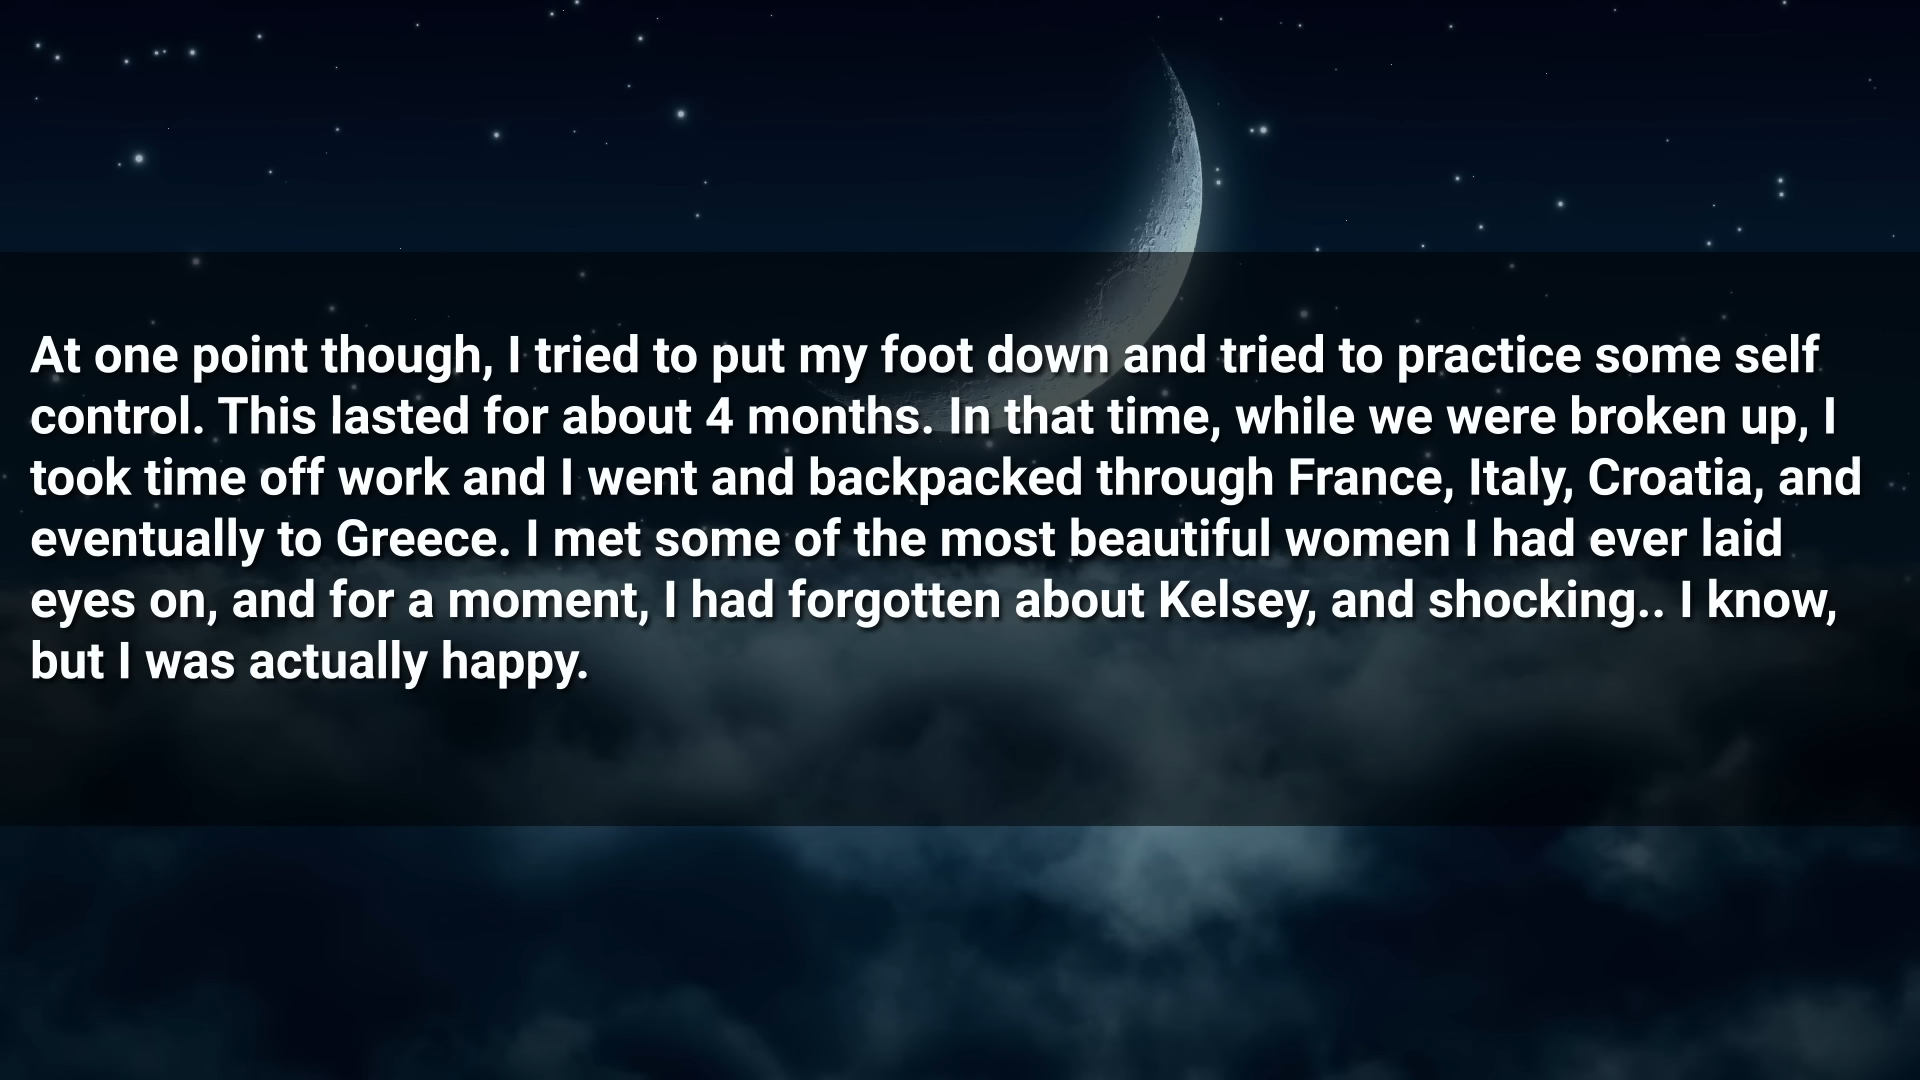 At one point though, I tried to put my foot down and tried to practice some self
control. This lasted for about 4 months. In that time, while we were broken up, I
took time off work and I went and backpacked through France, Italy, Croatia, and
eventually to Greece. I met some of the most beautiful women I had ever laid
eyes on, and for a moment, I had forgotten about Kelsey, and shocking.. I know,
but I was actually happy.